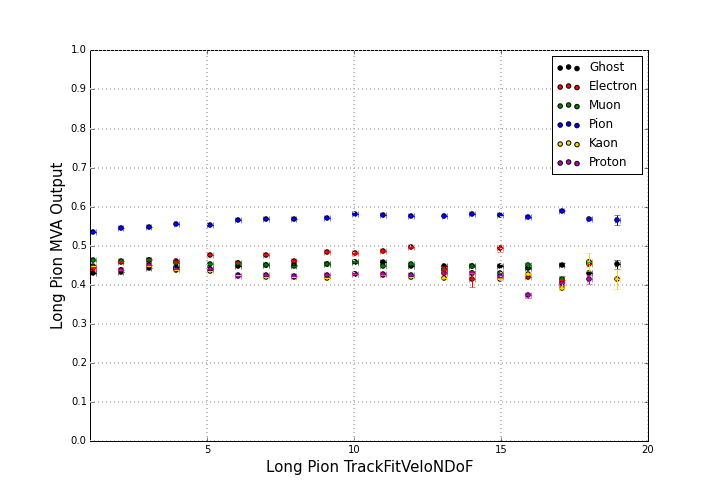 1.0
0.9
0.8
0.7
0.6
0.5
0.4
0.3
0.2
0.1
0.0
Long Pion MVA Output
Ghost
Electron
Muon
Pion
Kaon
Proton
5
10
15
20
Long Pion TrackFitVeloNDoF